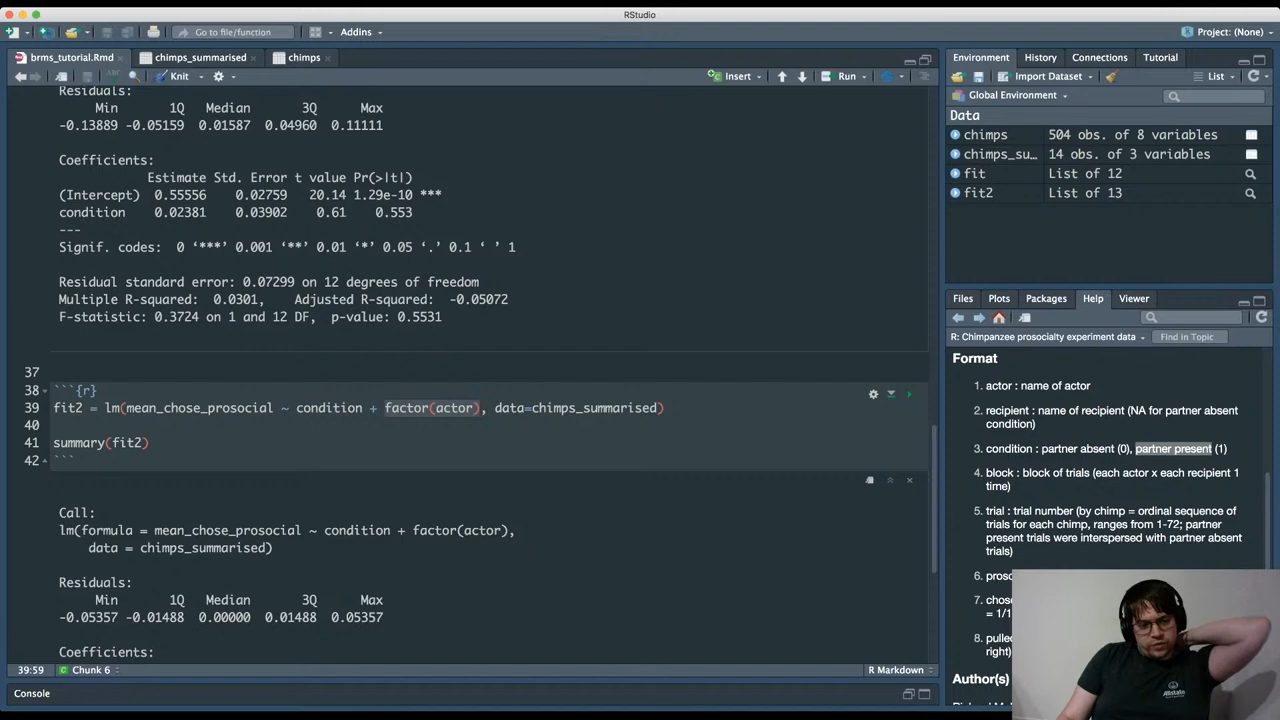 RStudio
Go to file/function
Addins
Project: (None)
brms_tutorial.Rmd
chimps_summarised
chimps
Knit
Insert
Run
Residuals:
Min 1Q Median 3Q Max
-0.13889 -0.05159 0.01587 0.04960 0.11111
Coefficients:
Estimate Std. Error t value Pr(>|t|)
(Intercept) 0.55556 0.02759 20.14 1.29e-10 ***
condition 0.02381 0.03902 0.61 0.553
---
Signif. codes: 0 ‘***’ 0.001 ‘**’ 0.01 ‘*’ 0.05 ‘.’ 0.1 ‘ ’ 1
Residual standard error: 0.07299 on 12 degrees of freedom
Multiple R-squared: 0.0301, Adjusted R-squared: -0.05072
F-statistic: 0.3724 on 1 and 12 DF, p-value: 0.5531
37
38 ```{r}
39 fit2 = lm(mean_chose_prosocial ~ condition + factor(actor), data=chimps_summarised)
40
41 summary(fit2)
42 ```
Call:
lm(formula = mean_chose_prosocial ~ condition + factor(actor),
data = chimps_summarised)
Residuals:
Min 1Q Median 3Q Max
-0.05357 -0.01488 0.00000 0.01488 0.05357
Coefficients:
39:59 Chunk 6 R Markdown
Console
Environment History Connections Tutorial
Import Dataset List
Global Environment
Data
chimps 504 obs. of 8 variables
chimps_su... 14 obs. of 3 variables
fit List of 12
fit2 List of 13
Files Plots Packages Help Viewer
R: Chimpanzee prosocialty experiment data Find in Topic
Format
1. actor : name of actor
2. recipient : name of recipient (NA for partner absent
condition)
3. condition : partner absent (0), partner present (1)
4. block : block of trials (each actor x each recipient 1
time)
5. trial : trial number (by chimp = ordinal sequence of
trials for each chimp, ranges from 1-72; partner
present trials were interspersed with partner absent
trials)
6. proso
7. chos
= 1/1
8. pulled
right)
Author(s)
Allstate